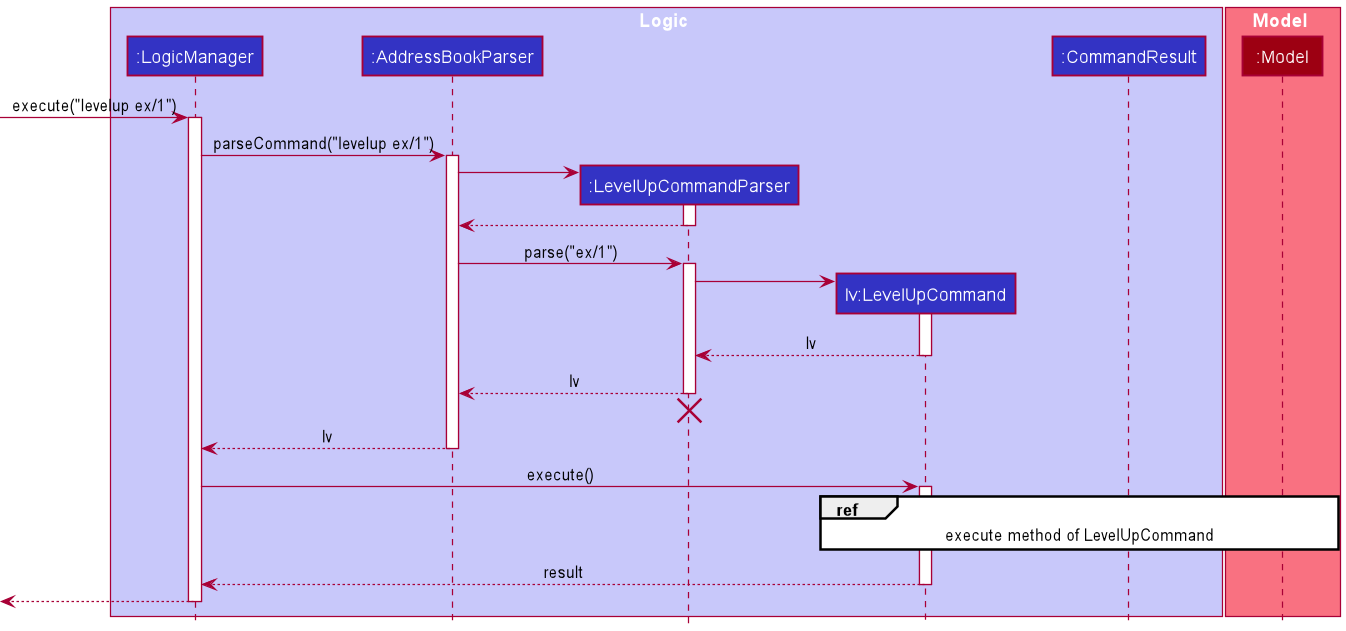 Logic
Model
:LogicManager
:AddressBookParser
:CommandResult
:Model
execute("levelup ex/1")
parseCommand("levelup ex/1")
:LevelUpCommandParser
parse("ex/1")
lv:LevelUpCommand
lv
lv
lv
execute()
ref
execute method of LevelUpCommand
result